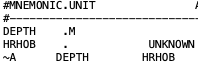 #MNEMONIC.UNIT A
#------------------------------
DEPTH .M
HRHOB . UNKNOWN
~A DEPTH HRHOB